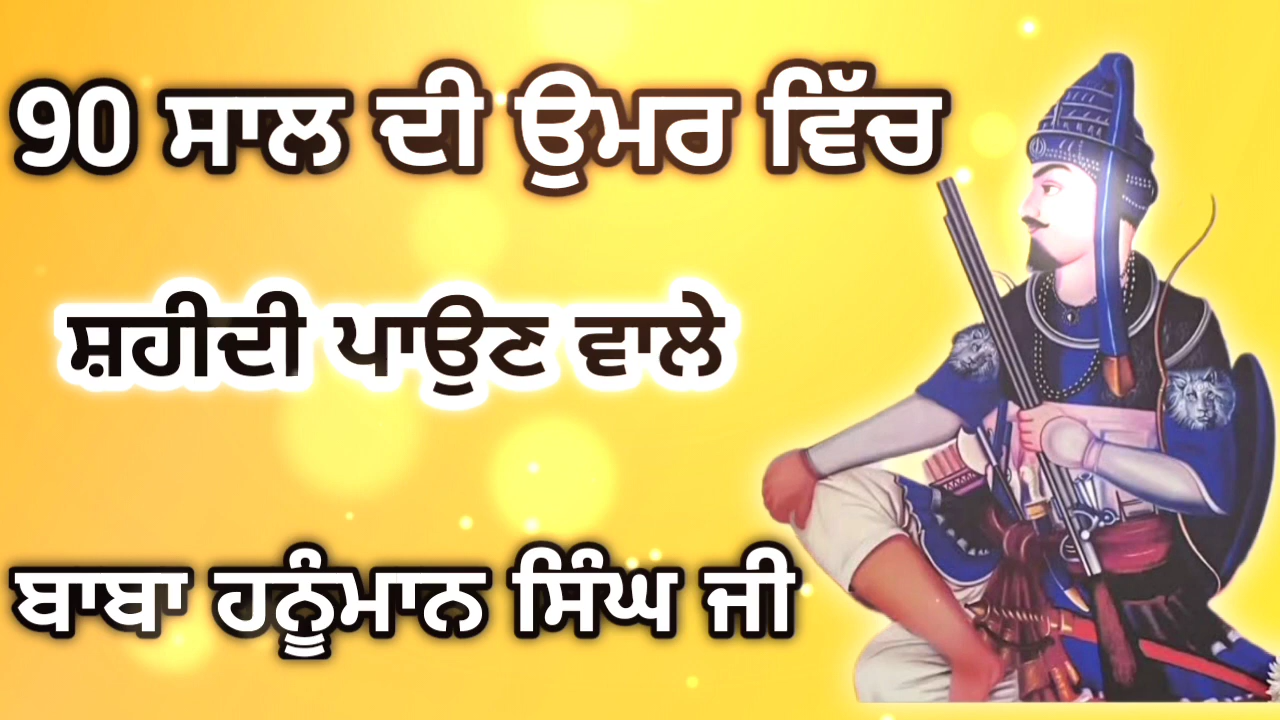 90 ਸਾਲ ਦੀ ਉਮਰ ਵਿੱਚ
ਸ਼ਹੀਦੀ ਪਾਉਣ ਵਾਲੇ
ਬਾਬਾ ਹਨੂੰਮਾਨ ਸਿੰਘ ਜੀ